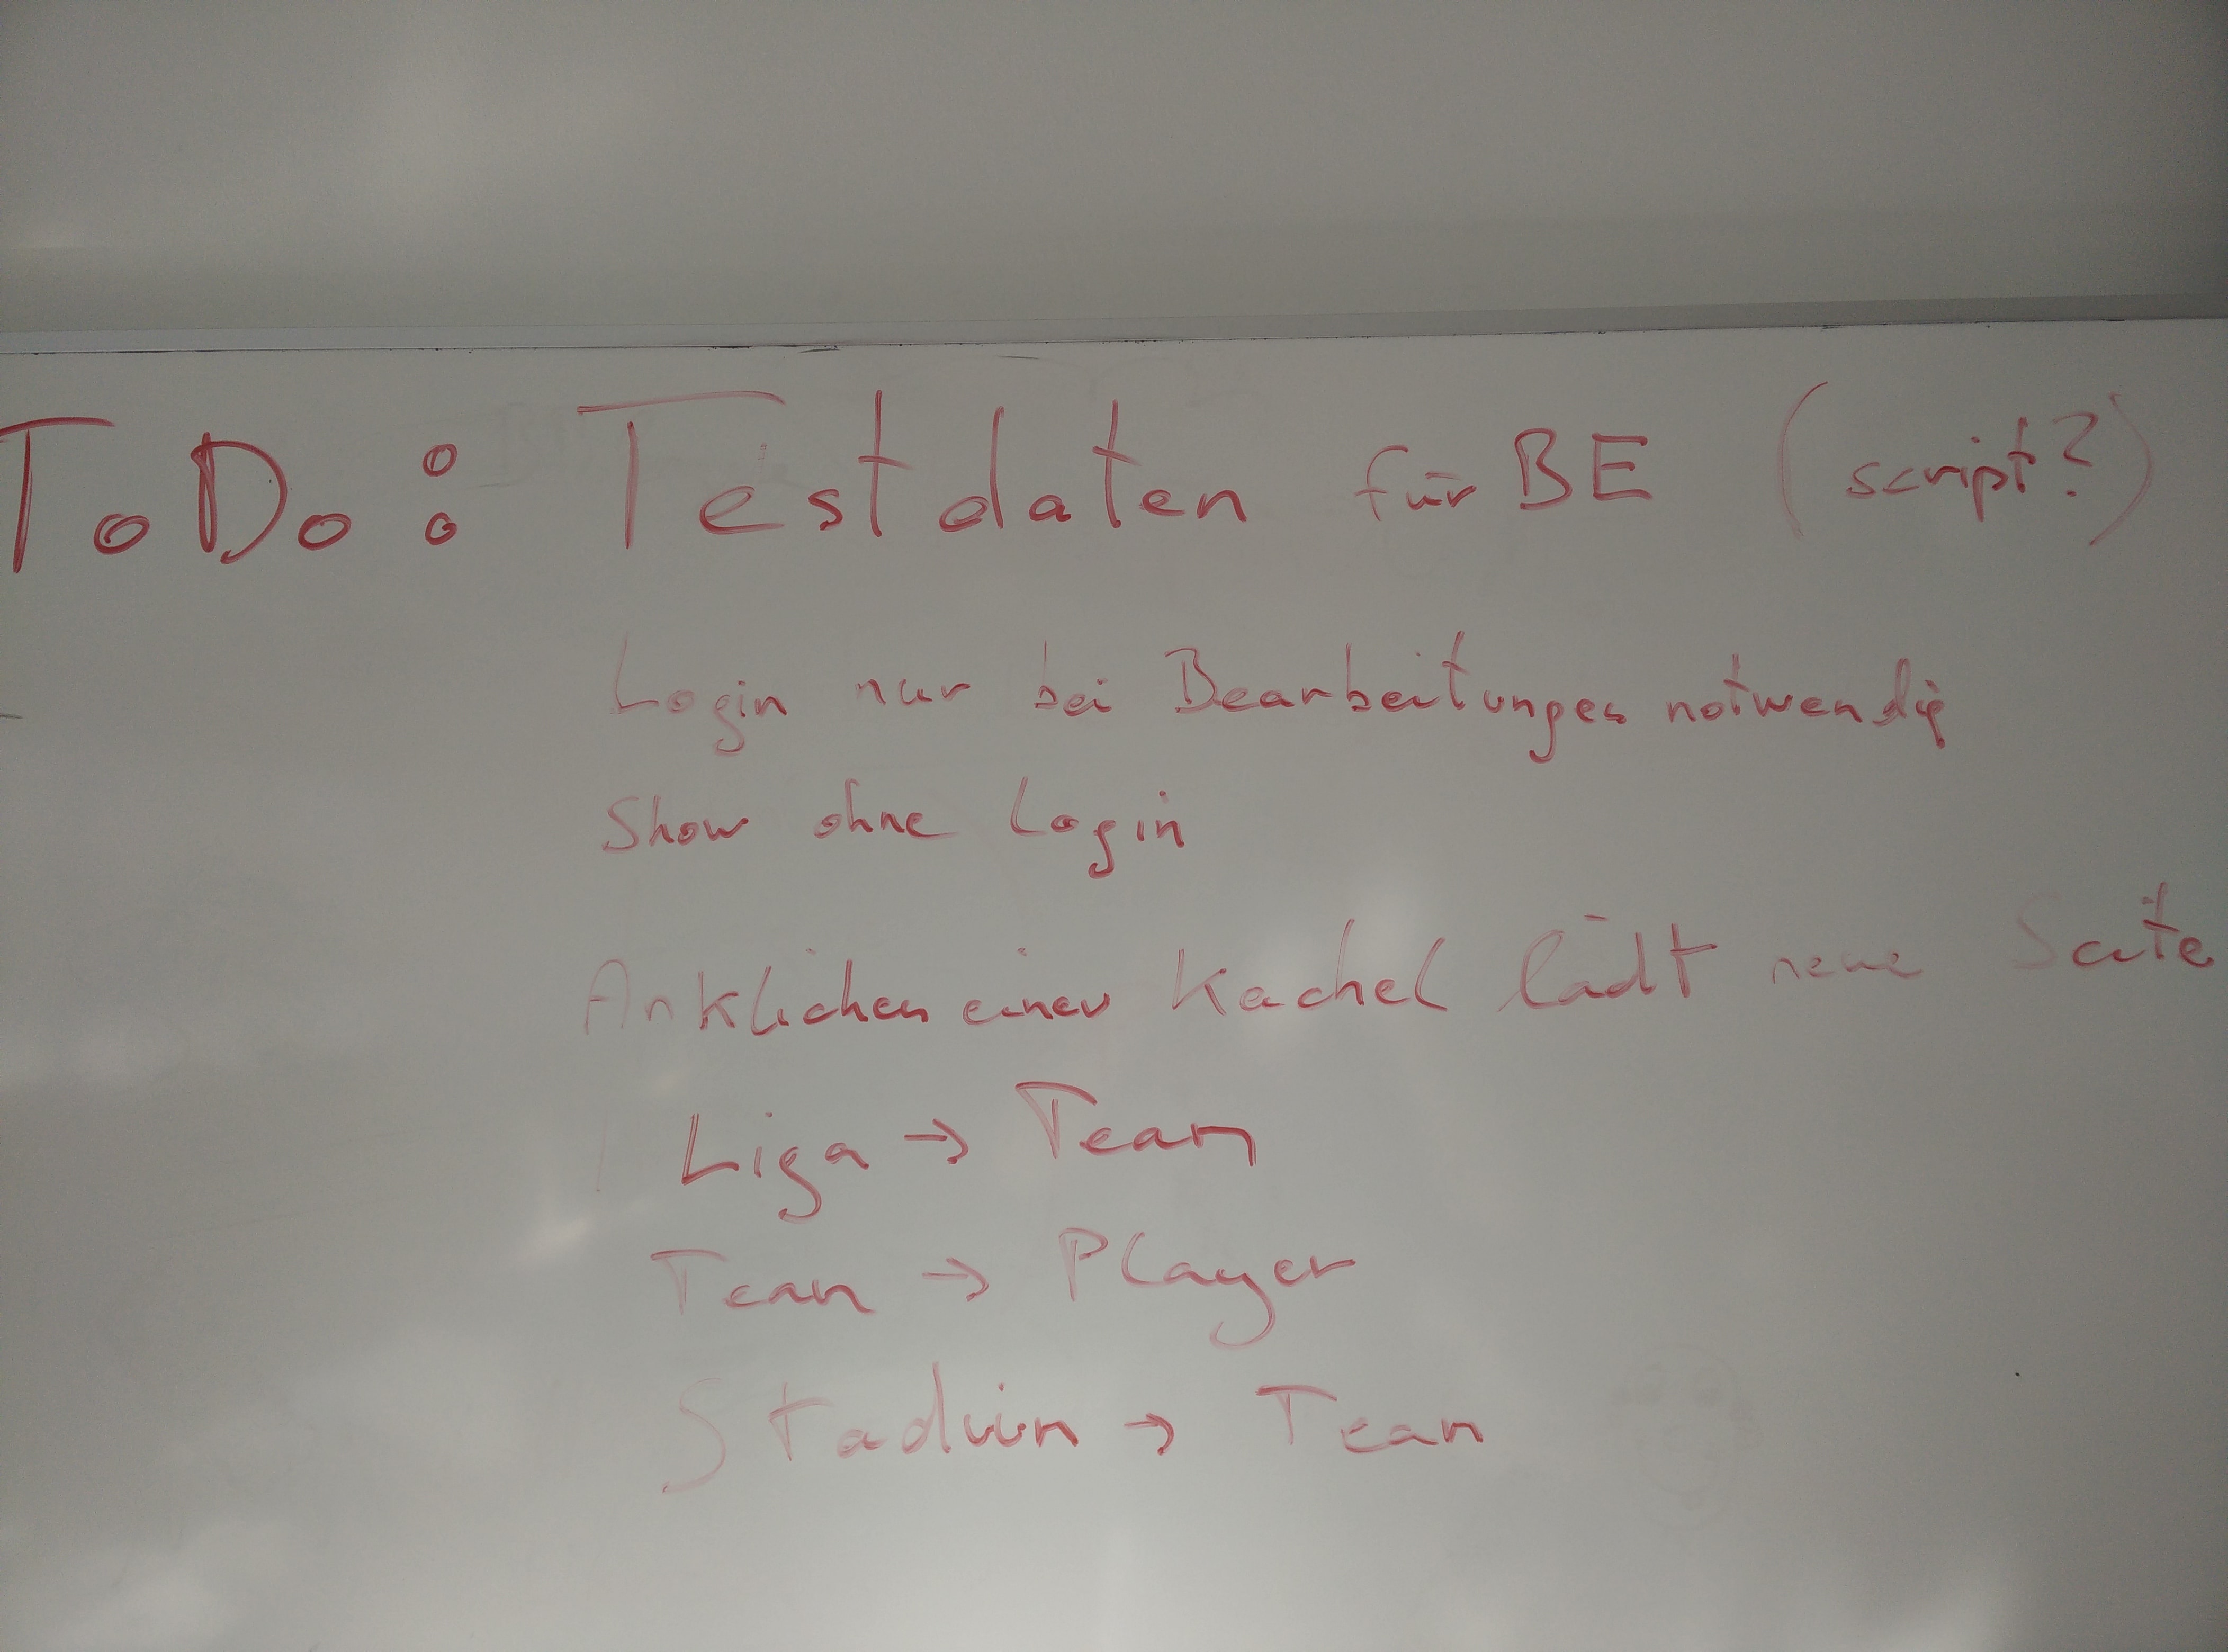 ToDo: Testdaten für BE (script?)
Login nur bei Bearbeitungen notwendig
Show ohne Login
Anklicken einer Kachel lädt neue Seite
Liga → Team
Team → Player
Stadium → Team